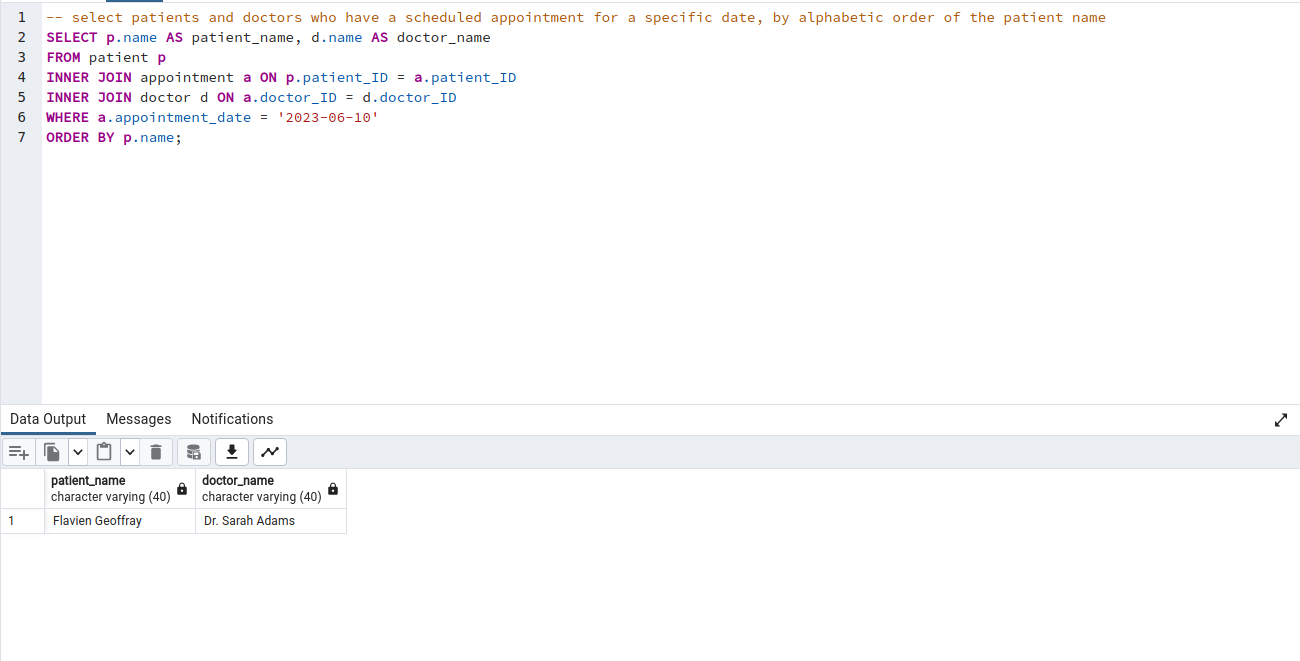 1 -- select patients and doctors who have a scheduled appointment for a specific date, by alphabetic order of the patient name
2 SELECT p.name AS patient_name, d.name AS doctor_name
3 FROM patient p
4 INNER JOIN appointment a ON p.patient_ID = a.patient_ID
5 INNER JOIN doctor d ON a.doctor_ID = d.doctor_ID
6 WHERE a.appointment_date = '2023-06-10'
7 ORDER BY p.name;
Data Output Messages Notifications
patient_name doctor_name
character varying (40) character varying (40)
1 Flavien Geoffray Dr. Sarah Adams